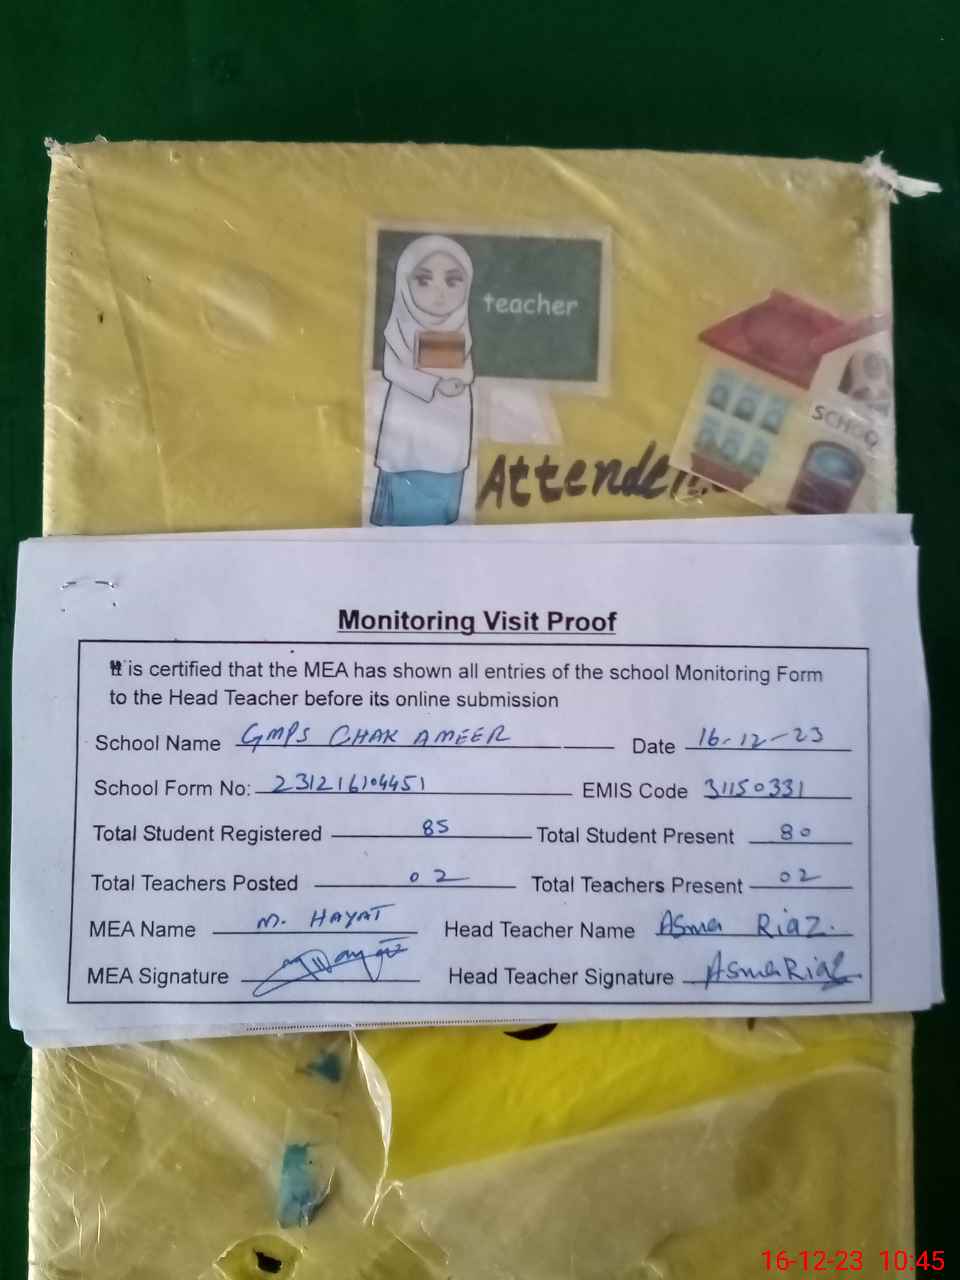 teacher
SCHOO
Monitoring Visit Proof
It is certified that the MEA has shown all entries of the school Monitoring Form
to the Head Teacher before its online submission
School Name GMPS CHAK AMEER Date 16-12-23
School Form No: 231216104451 EMIS Code 31150331
Total Student Registered 85 Total Student Present 80
Total Teachers Posted 02 Total Teachers Present 02
MEA Name M. HAYAT Head Teacher Name Asma Riaz.
MEA Signature Head Teacher Signature Asma Riaz
16-12-23 10:45